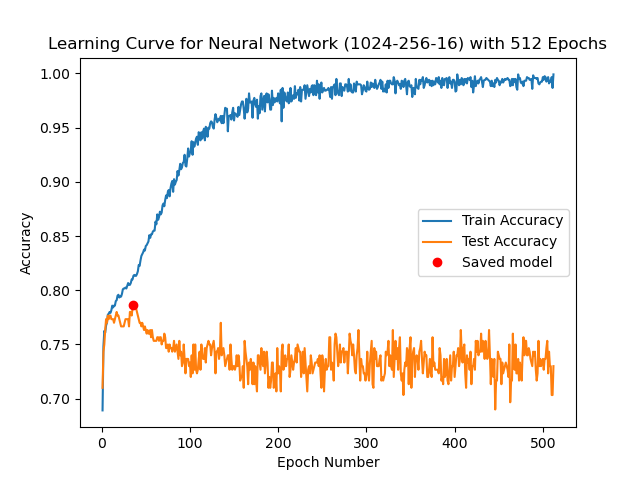 Learning Curve for Neural Network (1024-256-16) with 512 Epochs
1.00
0.95
0.90
0.85
0.80
0.75
0.70
Accuracy
Train Accuracy
Test Accuracy
Saved model
0 100 200 300 400 500
Epoch Number